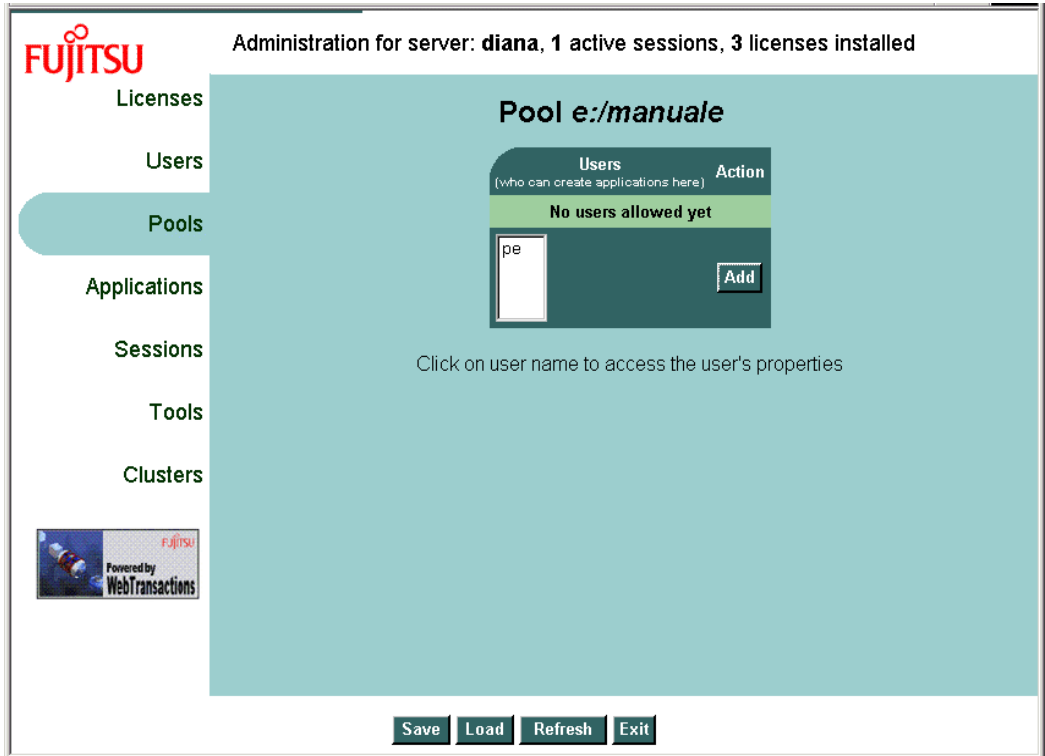 FUJITSU
Administration for server: diana, 1 active sessions, 3 licenses installed
Licenses
Users
Pools
Applications
Sessions
Tools
Clusters
FUJITSU
Powered by
WebTransactions
Pool e:/manuale
Users
(who can create applications here)
Action
No users allowed yet
pe
Add
Click on user name to access the user's properties
Save Load Refresh Exit